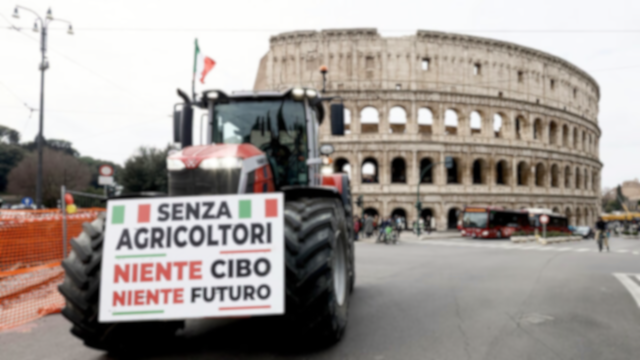 SENZA
AGRICOLTORI
NIENTE CIBO
NIENTE FUTURO